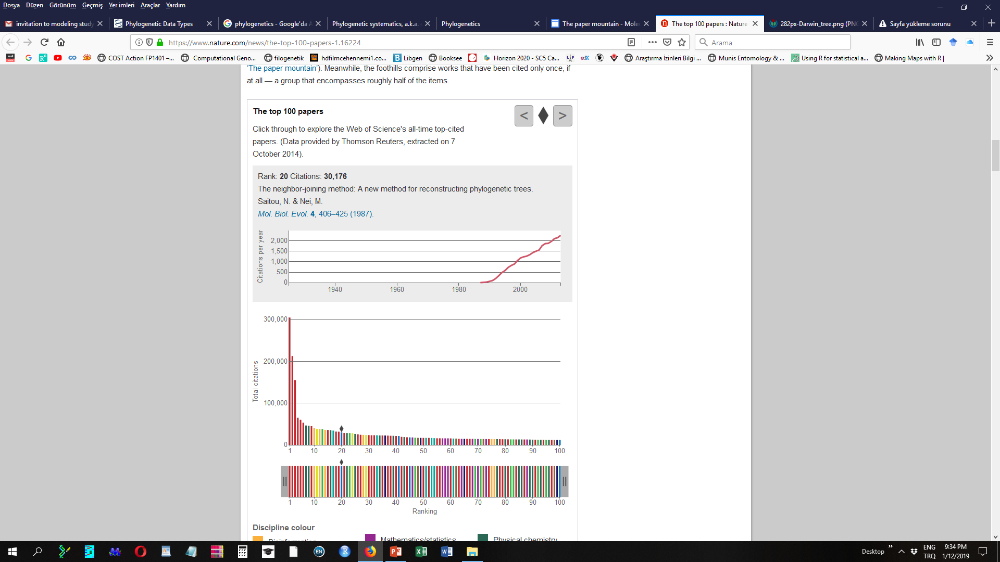 Dosya Düzen Görünüm Geçmiş Yer imleri Araçlar Yardım
invitation to modeling study
Phylogenetic Data Types
phylogenetics - Google'da A
Phylogenetic systematics, a.k.a.
Phylogenetics
The paper mountain - Mole
The top 100 papers : Nature
282px-Darwin_tree.png (PNG
Sayfa yükleme sorunu
https://www.nature.com/news/the-top-100-papers-1.16224
Arama
COST Action FP1401 –...
Computational Geno...
filogenetik
hdfilmcehennemi1.co...
Libgen
Booksee
Horizon 2020 - SC5 Ca...
edX
Araştırma İzinleri Bilgi ...
Munis Entomology & ...
Using R for statistical a...
Making Maps with R |
‘The paper mountain’). Meanwhile, the foothills comprise works that have been cited only once, if
at all — a group that encompasses roughly half of the items.
The top 100 papers
< >
Click through to explore the Web of Science's all-time top-cited
papers. (Data provided by Thomson Reuters, extracted on 7
October 2014).
Rank: 20 Citations: 30,176
The neighbor-joining method: A new method for reconstructing phylogenetic trees.
Saitou, N. & Nei, M.
Mol. Biol. Evol. 4, 406–425 (1987).
Citations per year
2,000
1,500
1,000
500
0
1940 1960 1980 2000
Total citations
300,000
200,000
100,000
0
1 10 20 30 40 50 60 70 80 90 100
1 10 20 30 40 50 60 70 80 90 100
Ranking
Discipline colour
Bioinformatics Mathematics/statistics Physical chemistry
EN
R
Desktop
ENG
TRQ
9:34 PM
1/12/2019